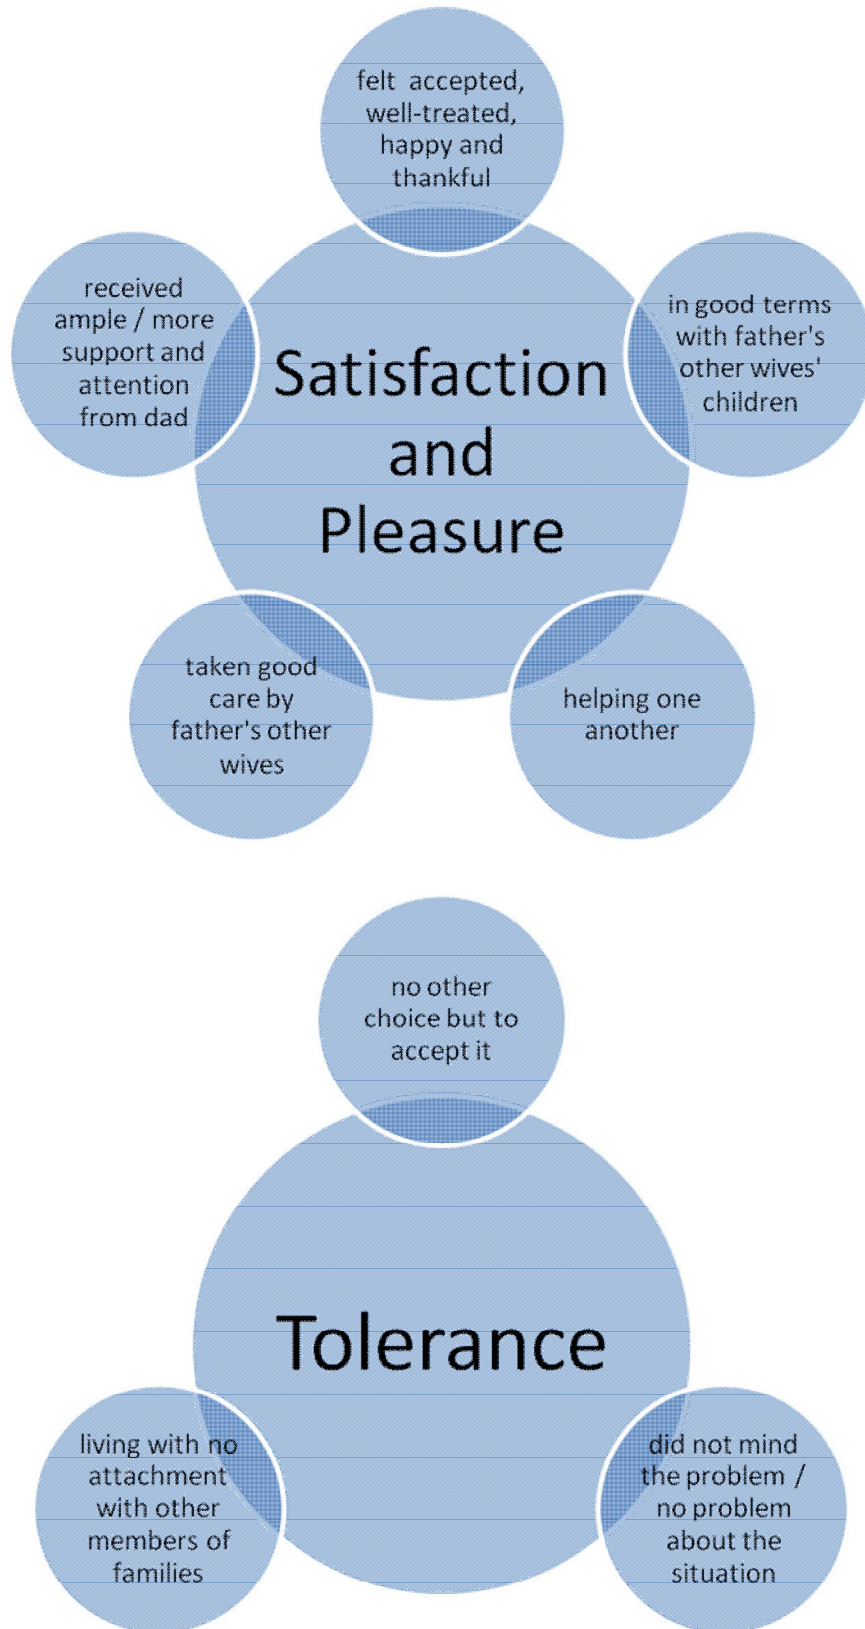 felt accepted,
well-treated,
happy and
thankful
received
ample / more
support and
attention
from dad
Satisfaction
and
Pleasure
in good terms
with father's
other wives'
children
taken good
care by
father's other
wives
helping one
another
no other
choice but to
accept it
Tolerance
living with no
attachment
with other
members of
families
did not mind
the problem /
no problem
about the
situation